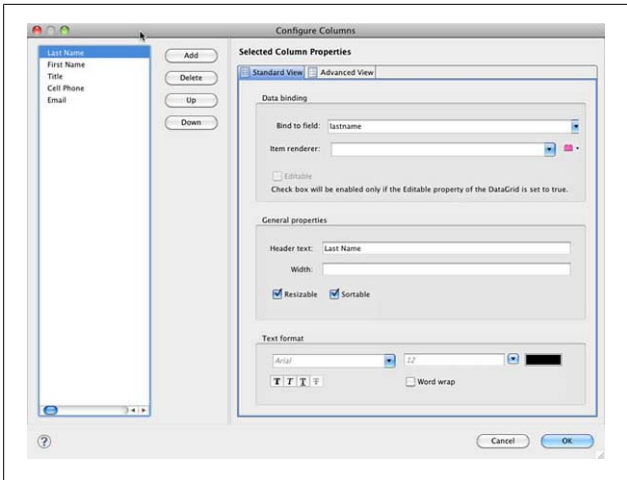 Configure Columns
Last Name
First Name
Title
Cell Phone
Email
Add
Delete
Up
Down
Selected Column Properties
Standard View
Advanced View
Data binding
Bind to field: lastname
Item renderer:
Editable
Check box will be enabled only if the Editable property of the DataGrid is set to true.
General properties
Header text: Last Name
Width:
Resizable
Sortable
Text format
Arial
12
T T T T
Word wrap
?
Cancel
OK